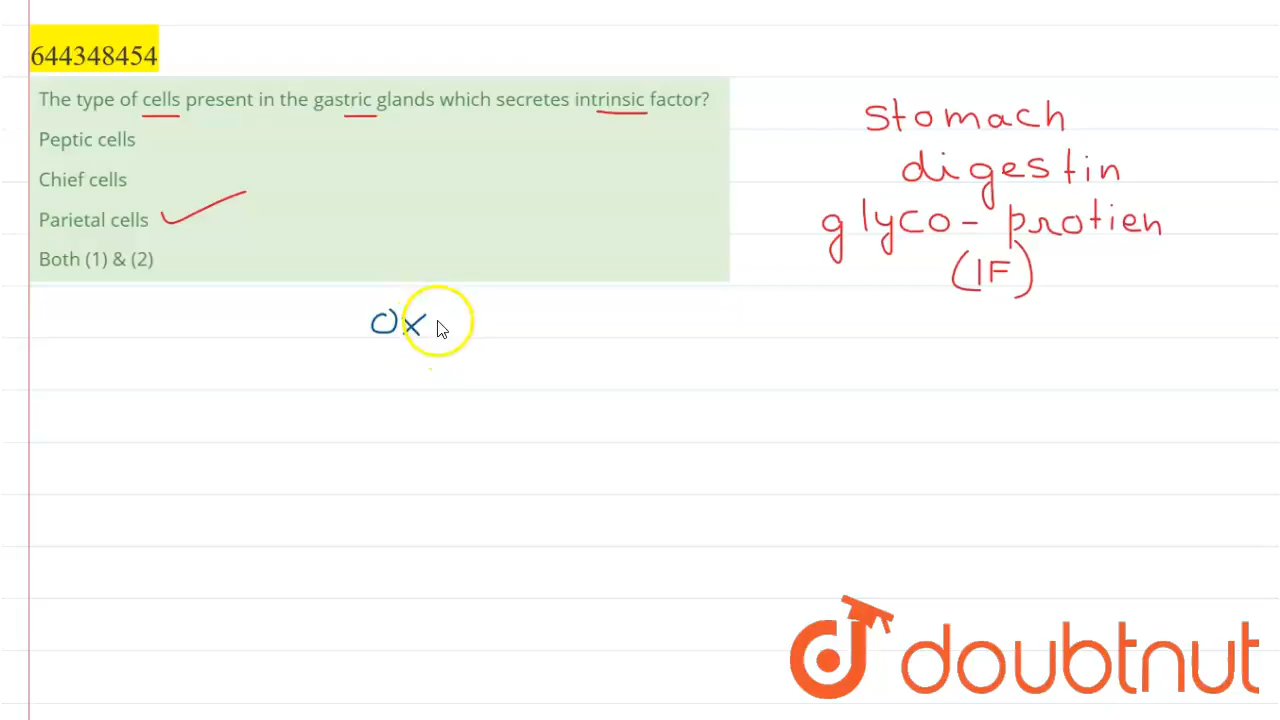 644348454
The type of cells present in the gastric glands which secretes intrinsic factor?
Peptic cells
Chief cells
Parietal cells
Both (1) & (2)
Stomach
digestin
glyco - protien
(IF)
Ox
doubtnut